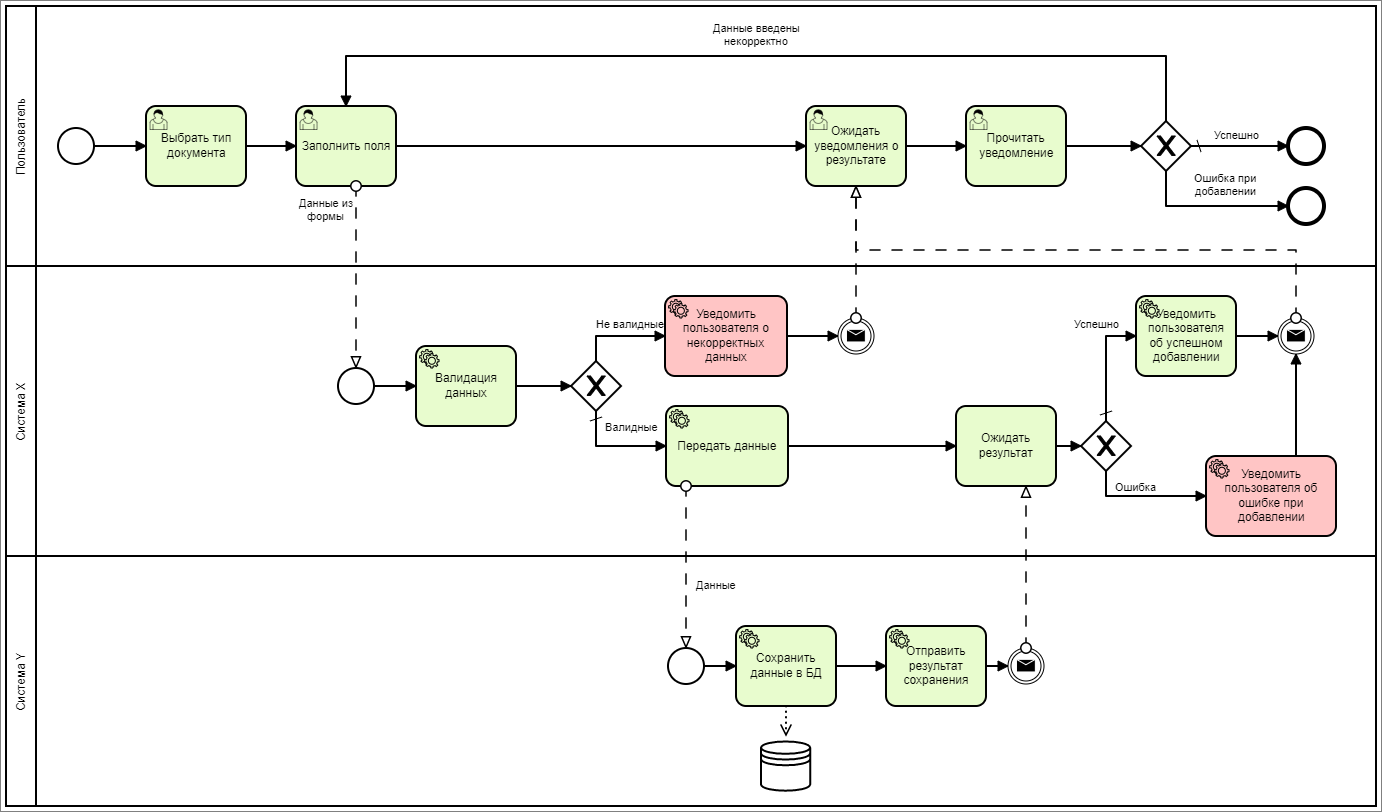 Данные введены
некорректно
Пользователь
Выбрать тип
документа
Заполнить поля
Ожидать
уведомления о
результате
Прочитать
уведомление
Успешно
Ошибка при
добавлении
Данные из
формы
Система X
Валидация
данных
Не валидные
Уведомить
пользователя о
некорректных
данных
Валидные
Передать данные
Ожидать
результат
Успешно
Уведомить
пользователя
об успешном
добавлении
Ошибка
Уведомить
пользователя об
ошибке при
добавлении
Система Y
Данные
Сохранить
данные в БД
Отправить
результат
сохранения